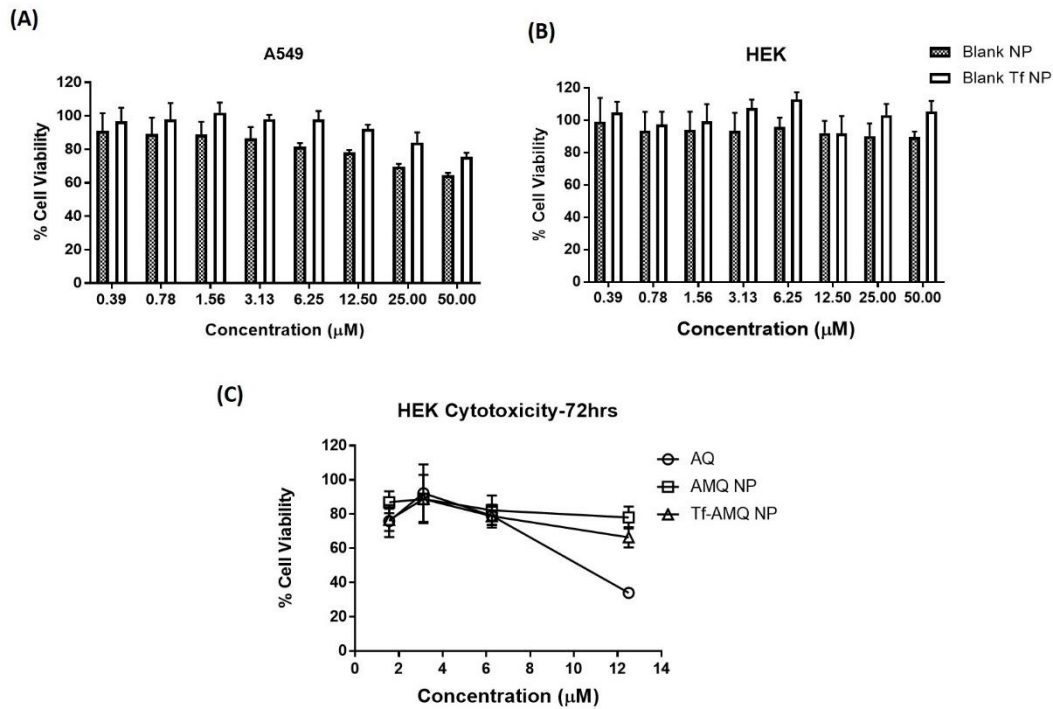 (A)
A549
120
100
80
60
40
20
0
% Cell Viability
0.39 0.78 1.56 3.13 6.25 12.50 25.00 50.00
Concentration (μM)
(B)
HEK
Blank NP
Blank Tf NP
120
100
80
60
40
20
0
% Cell Viability
0.39 0.78 1.56 3.13 6.25 12.50 25.00 50.00
Concentration (μM)
(C)
HEK Cytotoxicity-72hrs
120
100
80
60
40
20
0
% Cell Viability
0 2 4 6 8 10 12 14
Concentration (μM)
AQ
AMQ NP
Tf-AMQ NP